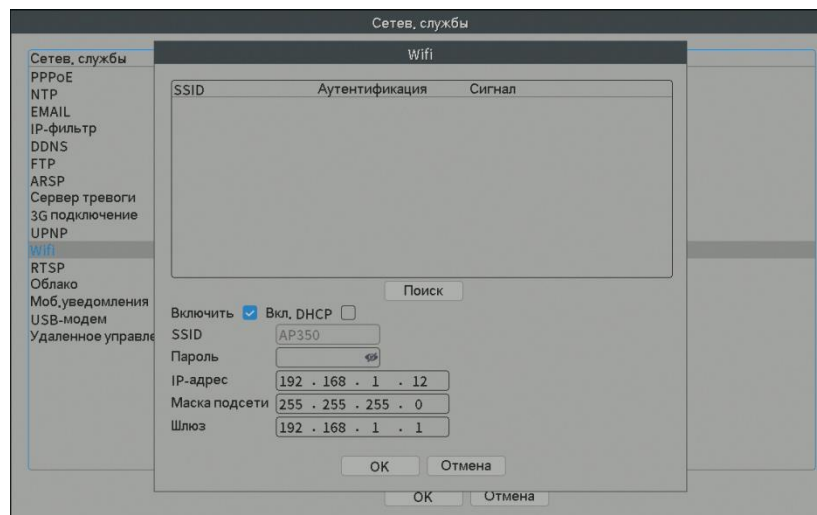 Сетев, службы
Сетев, службы
PPPoE
NTP
EMAIL
IP-фильтр
DDNS
FTP
ARSP
Сервер тревоги
3G подключение
UPNP
Wifi
RTSP
Облако
Моб,уведомления
USB-модем
Удаленное управле
Wifi
SSID Аутентификация Сигнал
Поиск
Включить Вкл, DHCP
SSID AP350
Пароль
IP-адрес 192 . 168 . 1 . 12
Маска подсети 255 . 255 . 255 . 0
Шлюз 192 . 168 . 1 . 1
OK Отмена
OK Отмена